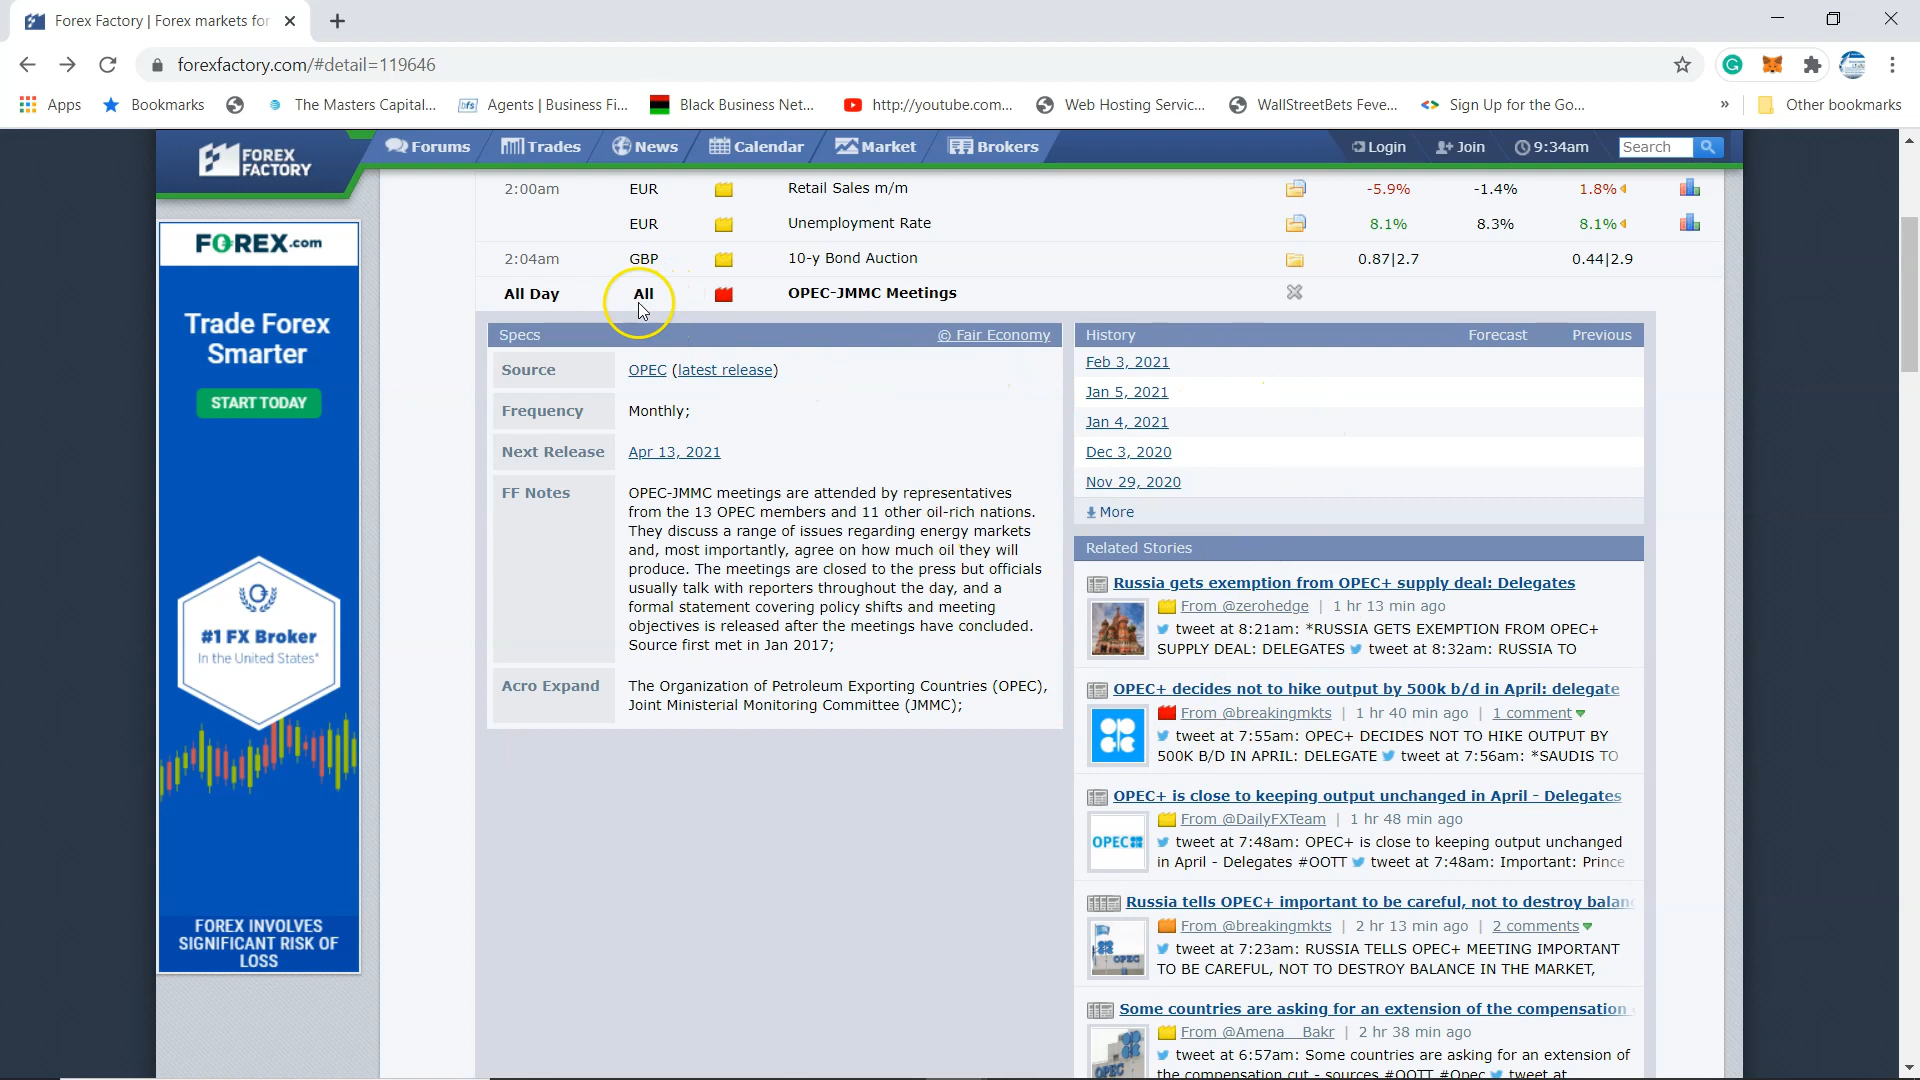 Forex Factory | Forex markets for
forexfactory.com/#detail=119646
Apps Bookmarks The Masters Capital... Agents | Business Fi... Black Business Net... http://youtube.com... Web Hosting Servic... WallStreetBets Feve... Sign Up for the Go... » Other bookmarks
FOREX FACTORY
Forums Trades News Calendar Market Brokers Login Join 9:34am Search
2:00am EUR Retail Sales m/m -5.9% -1.4% 1.8%
EUR Unemployment Rate 8.1% 8.3% 8.1%
2:04am GBP 10-y Bond Auction 0.87|2.7 0.44|2.9
All Day All OPEC-JMMC Meetings
Specs © Fair Economy
Source OPEC (latest release)
Frequency Monthly;
Next Release Apr 13, 2021
FF Notes OPEC-JMMC meetings are attended by representatives
from the 13 OPEC members and 11 other oil-rich nations.
They discuss a range of issues regarding energy markets
and, most importantly, agree on how much oil they will
produce. The meetings are closed to the press but officials
usually talk with reporters throughout the day, and a
formal statement covering policy shifts and meeting
objectives is released after the meetings have concluded.
Source first met in Jan 2017;
Acro Expand The Organization of Petroleum Exporting Countries (OPEC),
Joint Ministerial Monitoring Committee (JMMC);
History Forecast Previous
Feb 3, 2021
Jan 5, 2021
Jan 4, 2021
Dec 3, 2020
Nov 29, 2020
More
Related Stories
Russia gets exemption from OPEC+ supply deal: Delegates
From @zerohedge | 1 hr 13 min ago
tweet at 8:21am: *RUSSIA GETS EXEMPTION FROM OPEC+
SUPPLY DEAL: DELEGATES tweet at 8:32am: RUSSIA TO
OPEC+ decides not to hike output by 500k b/d in April: delegate
From @breakingmkts | 1 hr 40 min ago | 1 comment
tweet at 7:55am: OPEC+ DECIDES NOT TO HIKE OUTPUT BY
500K B/D IN APRIL: DELEGATE tweet at 7:56am: *SAUDIS TO
OPEC+ is close to keeping output unchanged in April - Delegates
OPEC
From @DailyFXTeam | 1 hr 48 min ago
tweet at 7:48am: OPEC+ is close to keeping output unchanged
in April - Delegates #OOTT tweet at 7:48am: Important: Prince
Russia tells OPEC+ important to be careful, not to destroy balan
OPEC
From @breakingmkts | 2 hr 13 min ago | 2 comments
tweet at 7:23am: RUSSIA TELLS OPEC+ MEETING IMPORTANT
TO BE CAREFUL, NOT TO DESTROY BALANCE IN THE MARKET,
Some countries are asking for an extension of the compensation
OPEC
From @Amena__Bakr | 2 hr 38 min ago
tweet at 6:57am: Some countries are asking for an extension of
the compensation cut - sources #OOTT #Opec tweet at
FOREX.com
Trade Forex
Smarter
START TODAY
#1 FX Broker
In the United States*
FOREX INVOLVES
SIGNIFICANT RISK OF
LOSS